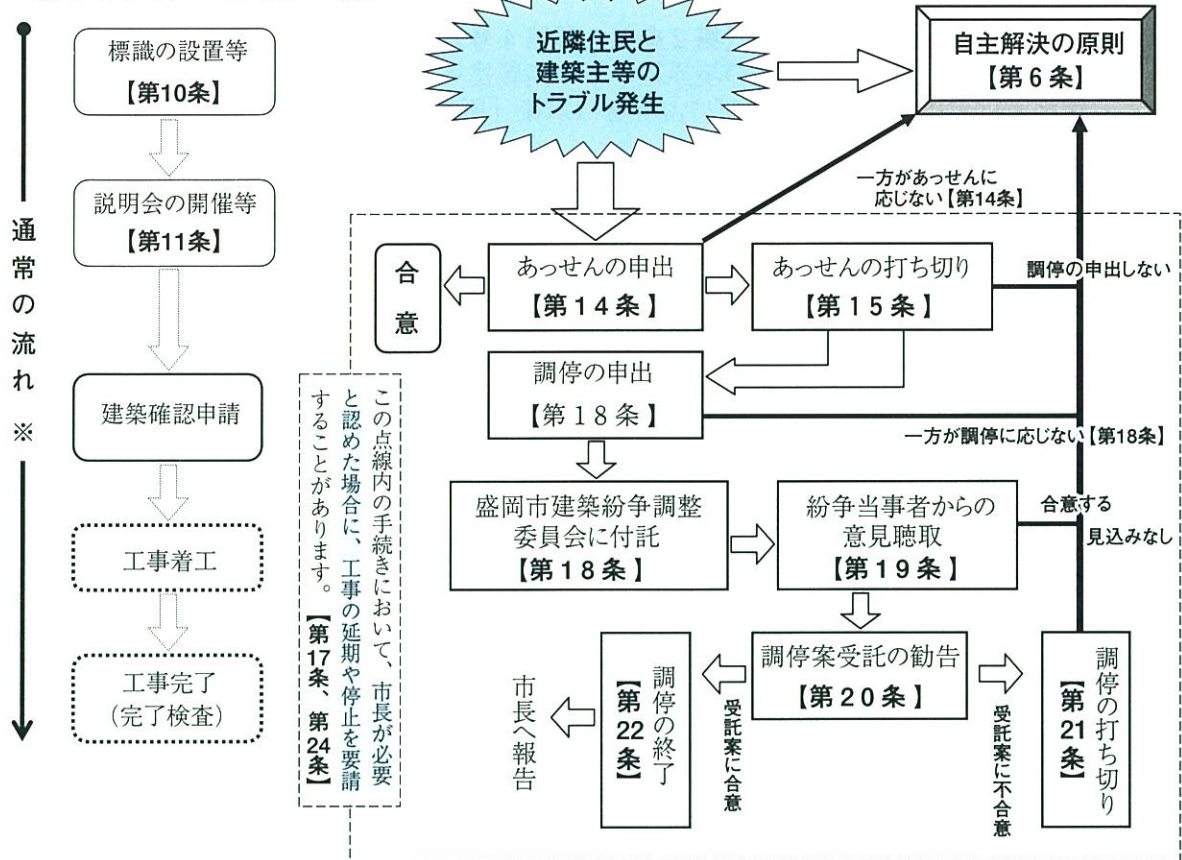 通常の流れ ※
標識の設置等
【第10条】
説明会の開催等
【第11条】
建築確認申請
工事着工
工事完了
(完了検査)
近隣住民と
建築主等の
トラブル発生
自主解決の原則
【第6条】
一方があっせんに
応じない【第14条】
合意
あっせんの申出
【第14条】
あっせんの打ち切り
【第15条】
調停の申出しない
調停の申出
【第18条】
一方が調停に応じない【第18条】
盛岡市建築紛争調整
委員会に付託
【第18条】
紛争当事者からの
意見聴取
【第19条】
合意する
見込みなし
調停案受託の勧告
【第20条】
受託案に合意
受託案に不合意
調停の打ち切り
【第21条】
調停の終了
【第22条】
市長へ報告
この点線内の手続きにおいて、市長が必要
と認めた場合に、工事の延期や停止を要請
することがあります。【第17条、第24条】